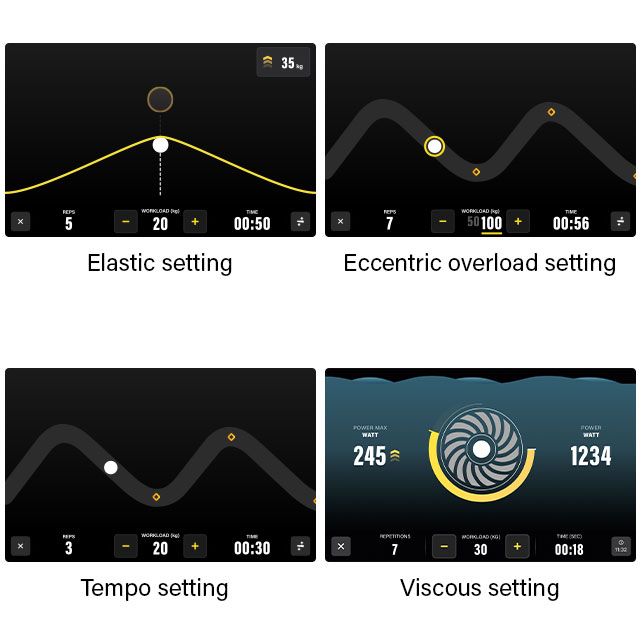 35 kg
REPS
5
WORKLOAD (kg)
− 20 +
TIME
00:50
Elastic setting
REPS
7
WORKLOAD (kg)
− 50 100 +
TIME
00:56
Eccentric overload setting
REPS
3
WORKLOAD (kg)
− 20 +
TIME
00:30
Tempo setting
POWER MAX
WATT
245
POWER
WATT
1234
REPETITIONS
7
WORKLOAD (KG)
− 30 +
TIME (SEC)
00:18
11:32
Viscous setting